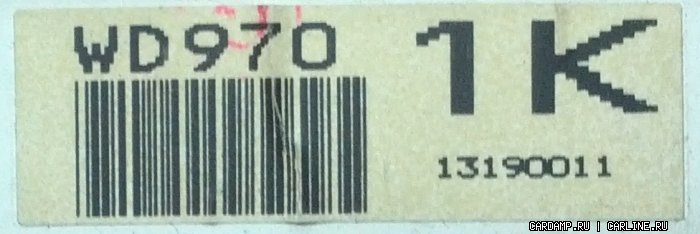 WD970
1K
13190011
CARDAMP.RU | CARLINE.RU